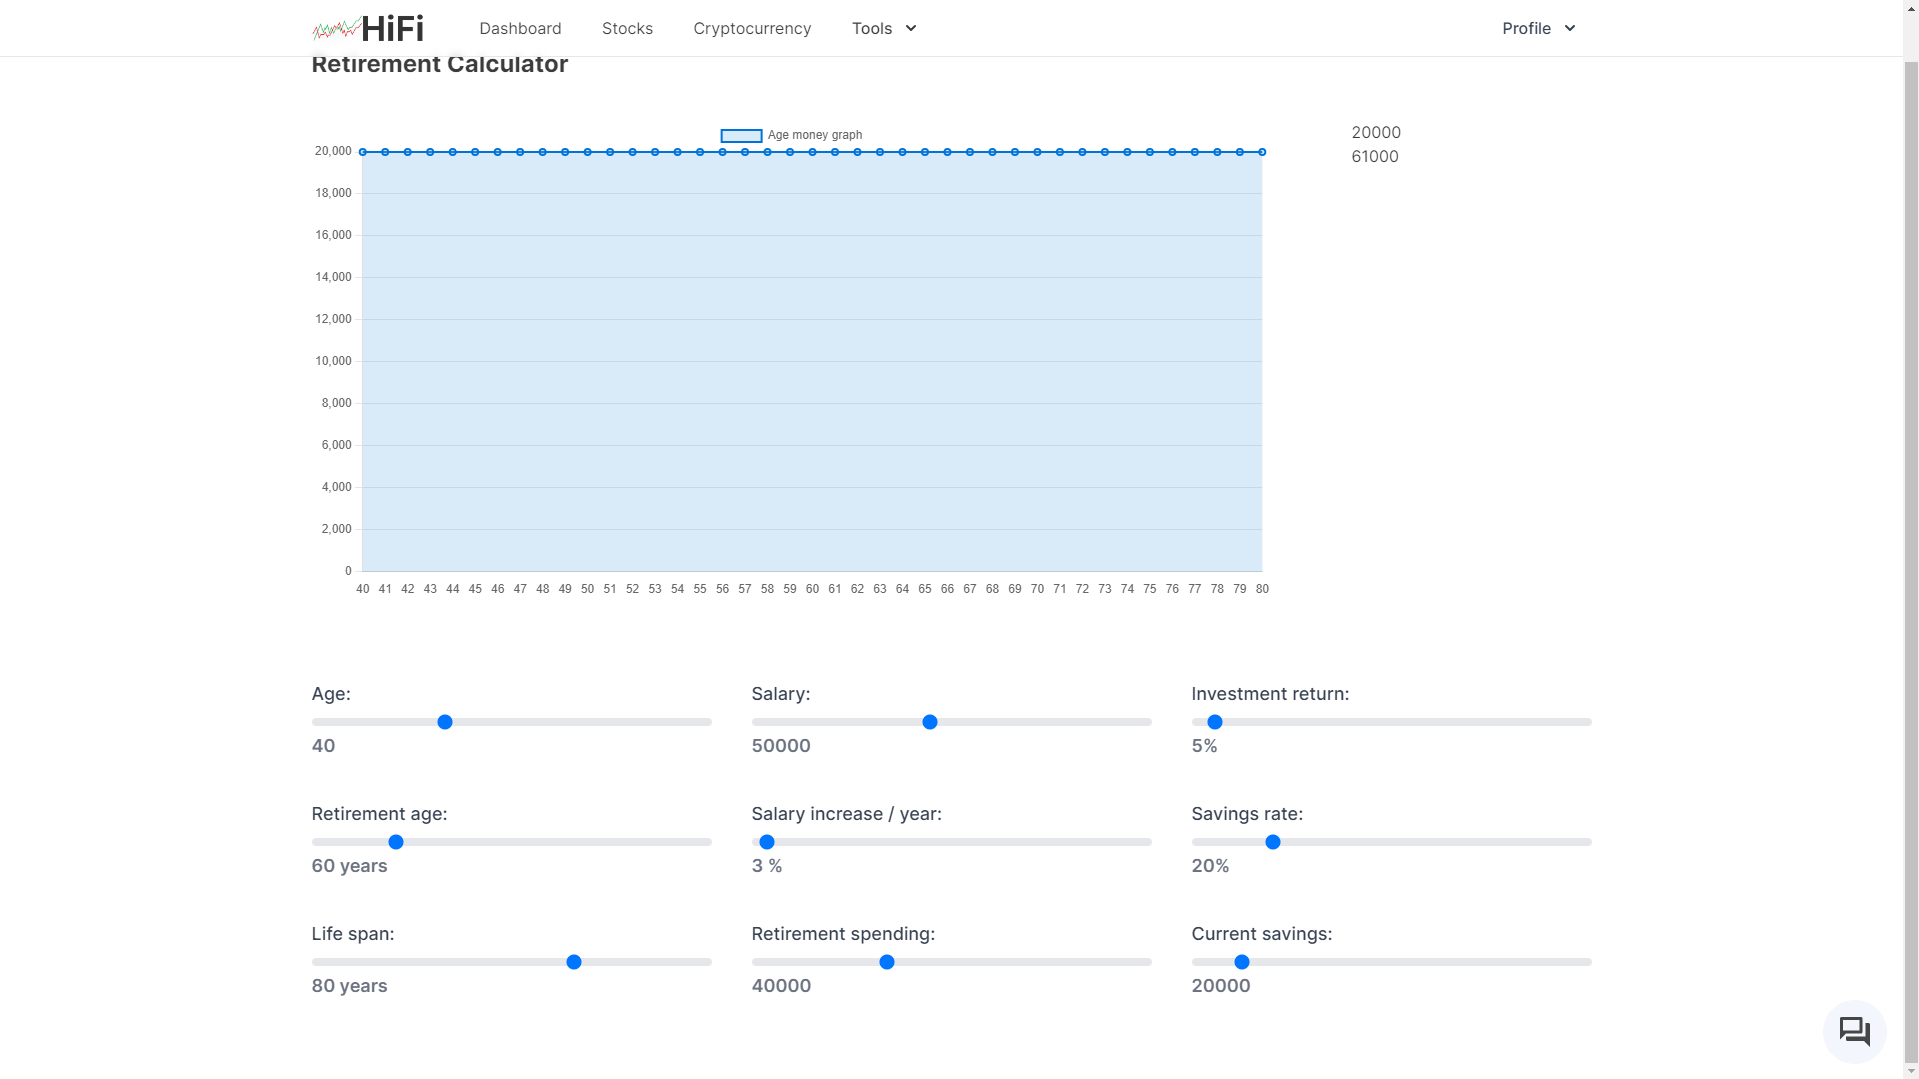 HiFi Dashboard Stocks Cryptocurrency Tools Profile
Retirement Calculator
Age money graph
20000
61000
20,000
18,000
16,000
14,000
12,000
10,000
8,000
6,000
4,000
2,000
0
40 41 42 43 44 45 46 47 48 49 50 51 52 53 54 55 56 57 58 59 60 61 62 63 64 65 66 67 68 69 70 71 72 73 74 75 76 77 78 79 80
Age: Salary: Investment return:
40 50000 5%
Retirement age: Salary increase / year: Savings rate:
60 years 3 % 20%
Life span: Retirement spending: Current savings:
80 years 40000 20000